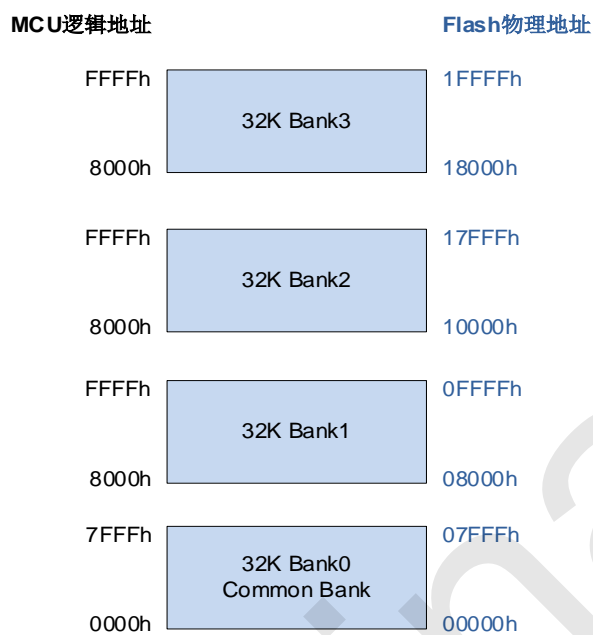 MCU逻辑地址 Flash物理地址
FFFFh 1FFFFh
32K Bank3
8000h 18000h
FFFFh 17FFFh
32K Bank2
8000h 10000h
FFFFh 0FFFFh
32K Bank1
8000h 08000h
7FFFh 07FFFh
32K Bank0
Common Bank
0000h 00000h